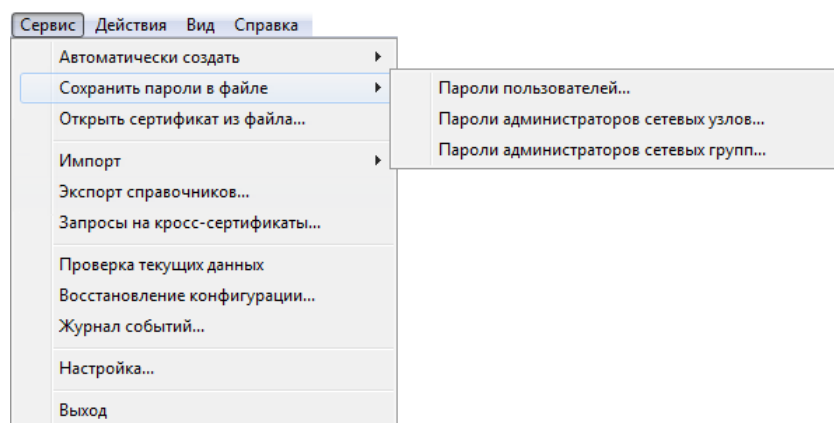 Сервис Действия Вид Справка
Автоматически создать
Сохранить пароли в файле
Пароли пользователей...
Открыть сертификат из файла...
Пароли администраторов сетевых узлов...
Пароли администраторов сетевых групп...
Импорт
Экспорт справочников...
Запросы на кросс-сертификаты...
Проверка текущих данных
Восстановление конфигурации...
Журнал событий...
Настройка...
Выход